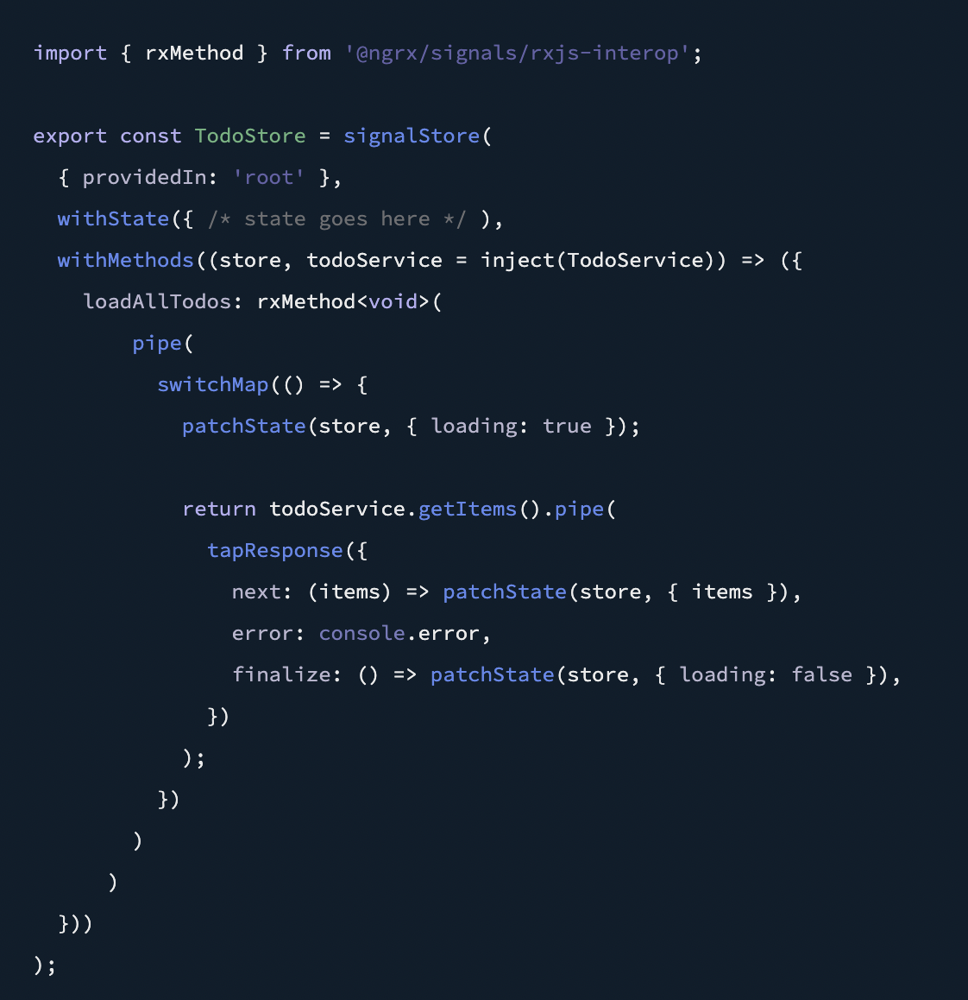 import { rxMethod } from '@ngrx/signals/rxjs-interop';
export const TodoStore = signalStore(
{ providedIn: 'root' },
withState({ /* state goes here */ ),
withMethods((store, todoService = inject(TodoService)) => ({
loadAllTodos: rxMethod<void>(
pipe(
switchMap(() => {
patchState(store, { loading: true });
return todoService.getItems().pipe(
tapResponse({
next: (items) => patchState(store, { items }),
error: console.error,
finalize: () => patchState(store, { loading: false }),
})
);
})
)
)
}))
);